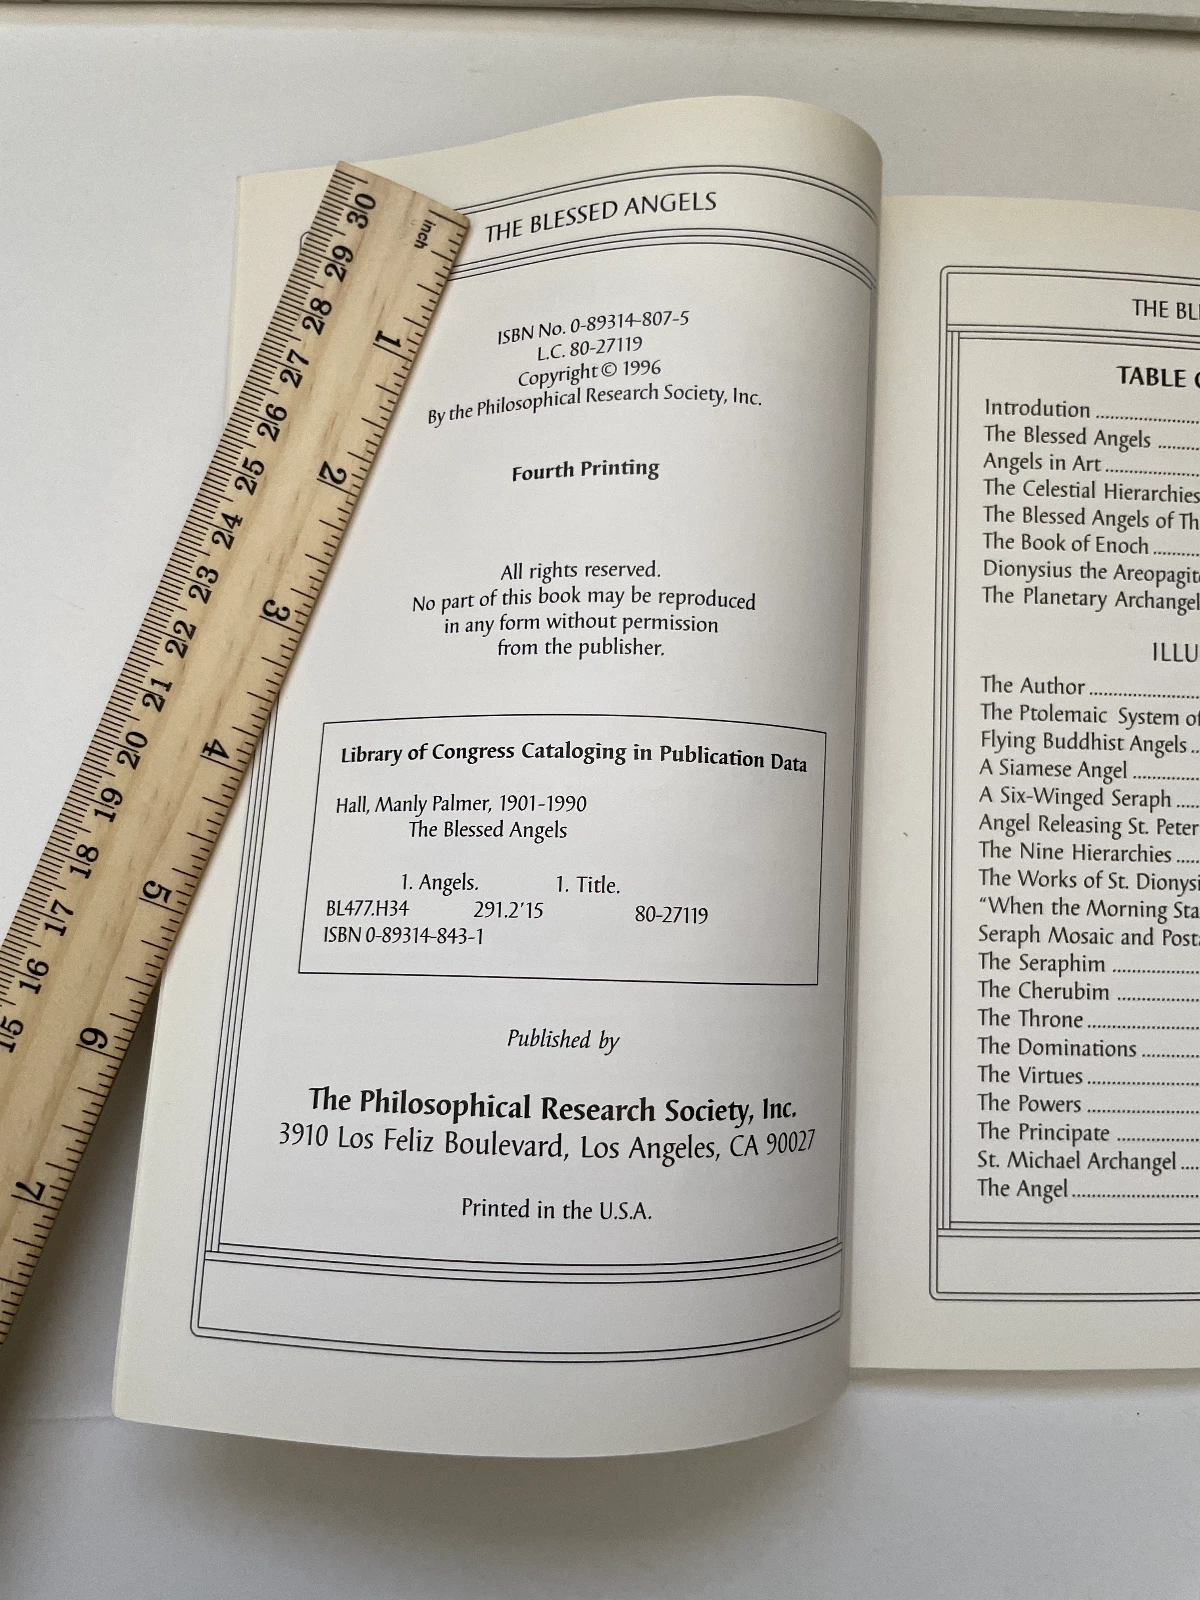 THE BLESSED ANGELS
ISBN No. 0-89314-807-5
L.C. 80-27119
Copyright © 1996
By the Philosophical Research Society, Inc.
Fourth Printing
All rights reserved.
No part of this book may be reproduced
in any form without permission
from the publisher.
Library of Congress Cataloging in Publication Data
Hall, Manly Palmer, 1901-1990
The Blessed Angels
1. Angels. 1. Title.
BL477.H34 291.2'15 80-27119
ISBN 0-89314-843-1
Published by
The Philosophical Research Society, Inc.
3910 Los Feliz Boulevard, Los Angeles, CA 90027
Printed in the U.S.A.
THE
TABLE
Introdution
The Blessed Angels
Angels in Art
The Celestial Hierarchies
The Blessed Angels of
The Book of Enoch
Dionysius the
The Planetary
The Author
The Ptolemaic System of
Flying Buddhist Angels
A Siamese Angel
A Six-Winged Seraph
Angel Releasing St. Peter
The Nine Hierarchies
The Works of St.
"When the Morning
Seraph Mosaic and
The Seraphim
The Cherubim
The Throne
The Dominations
The Virtues
The Powers
The Principate
St. Michael Archangel
The Angel
inch
1
2
3
4
5
6
7
30
29
28
27
26
25
24
23
22
21
20
19
18
17
16
15